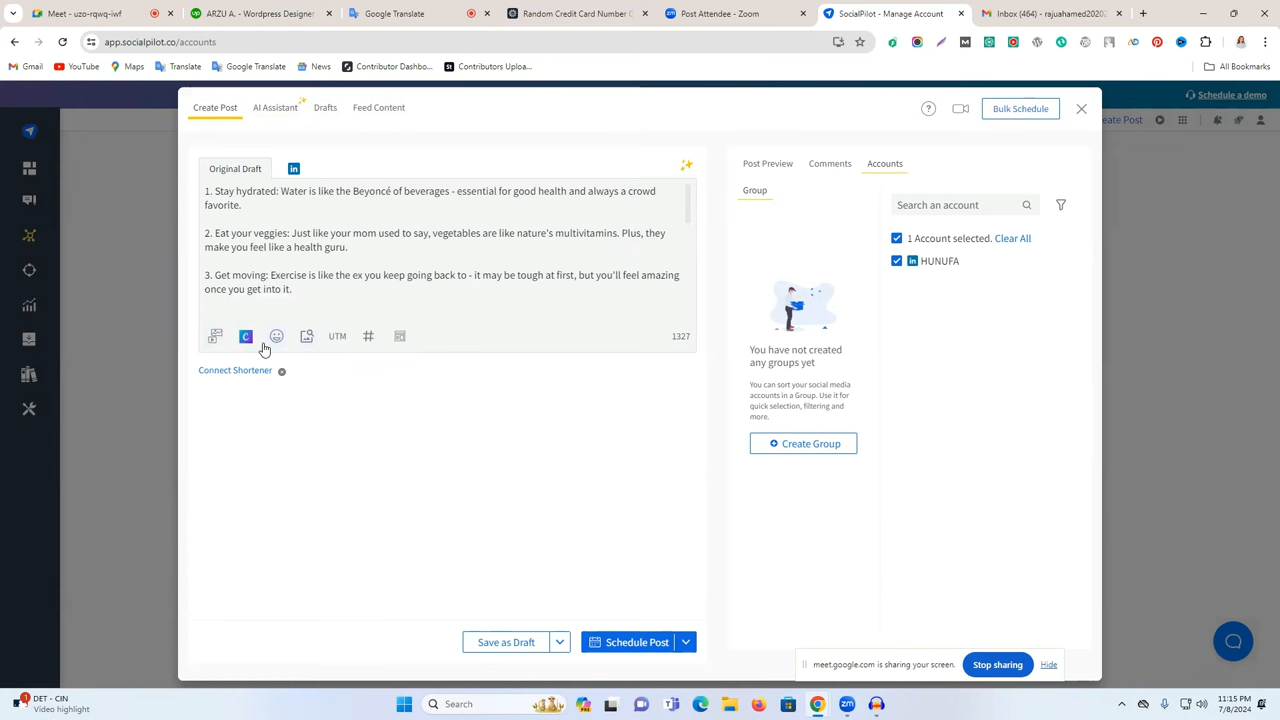 Meet - uzo-rozy-dct
ARZU A. - Wordpress Designer
Google Translate
Random Credit Card Number G
Post Attendee - Zoom
SocialPilot - Manage Account
Inbox (464) - rajuahamed2020
app.socialpilot.co/accounts
Gmail
YouTube
Maps
Translate
Google Translate
News
Contributor Dashbo...
Contributors Uploa...
All Bookmarks
Schedule a demo
Create Post
AI Assistant
Drafts
Feed Content
Bulk Schedule
eate Post
Original Draft
1. Stay hydrated: Water is like the Beyoncé of beverages - essential for good health and always a crowd
favorite.
2. Eat your veggies: Just like your mom used to say, vegetables are like nature's multivitamins. Plus, they
make you feel like a health guru.
3. Get moving: Exercise is like the ex you keep going back to - it may be tough at first, but you'll feel amazing
once you get into it.
UTM
1327
Connect Shortener
Post Preview
Comments
Accounts
Group
Search an account
1 Account selected. Clear All
HUNUFA
You have not created
any groups yet
You can sort your social media
accounts in a Group. Use it for
quick selection, filtering and
more.
Create Group
Save as Draft
Schedule Post
meet.google.com is sharing your screen.
Stop sharing
Hide
1
DET - CIN
Video highlight
Search
11:15 PM
7/8/2024